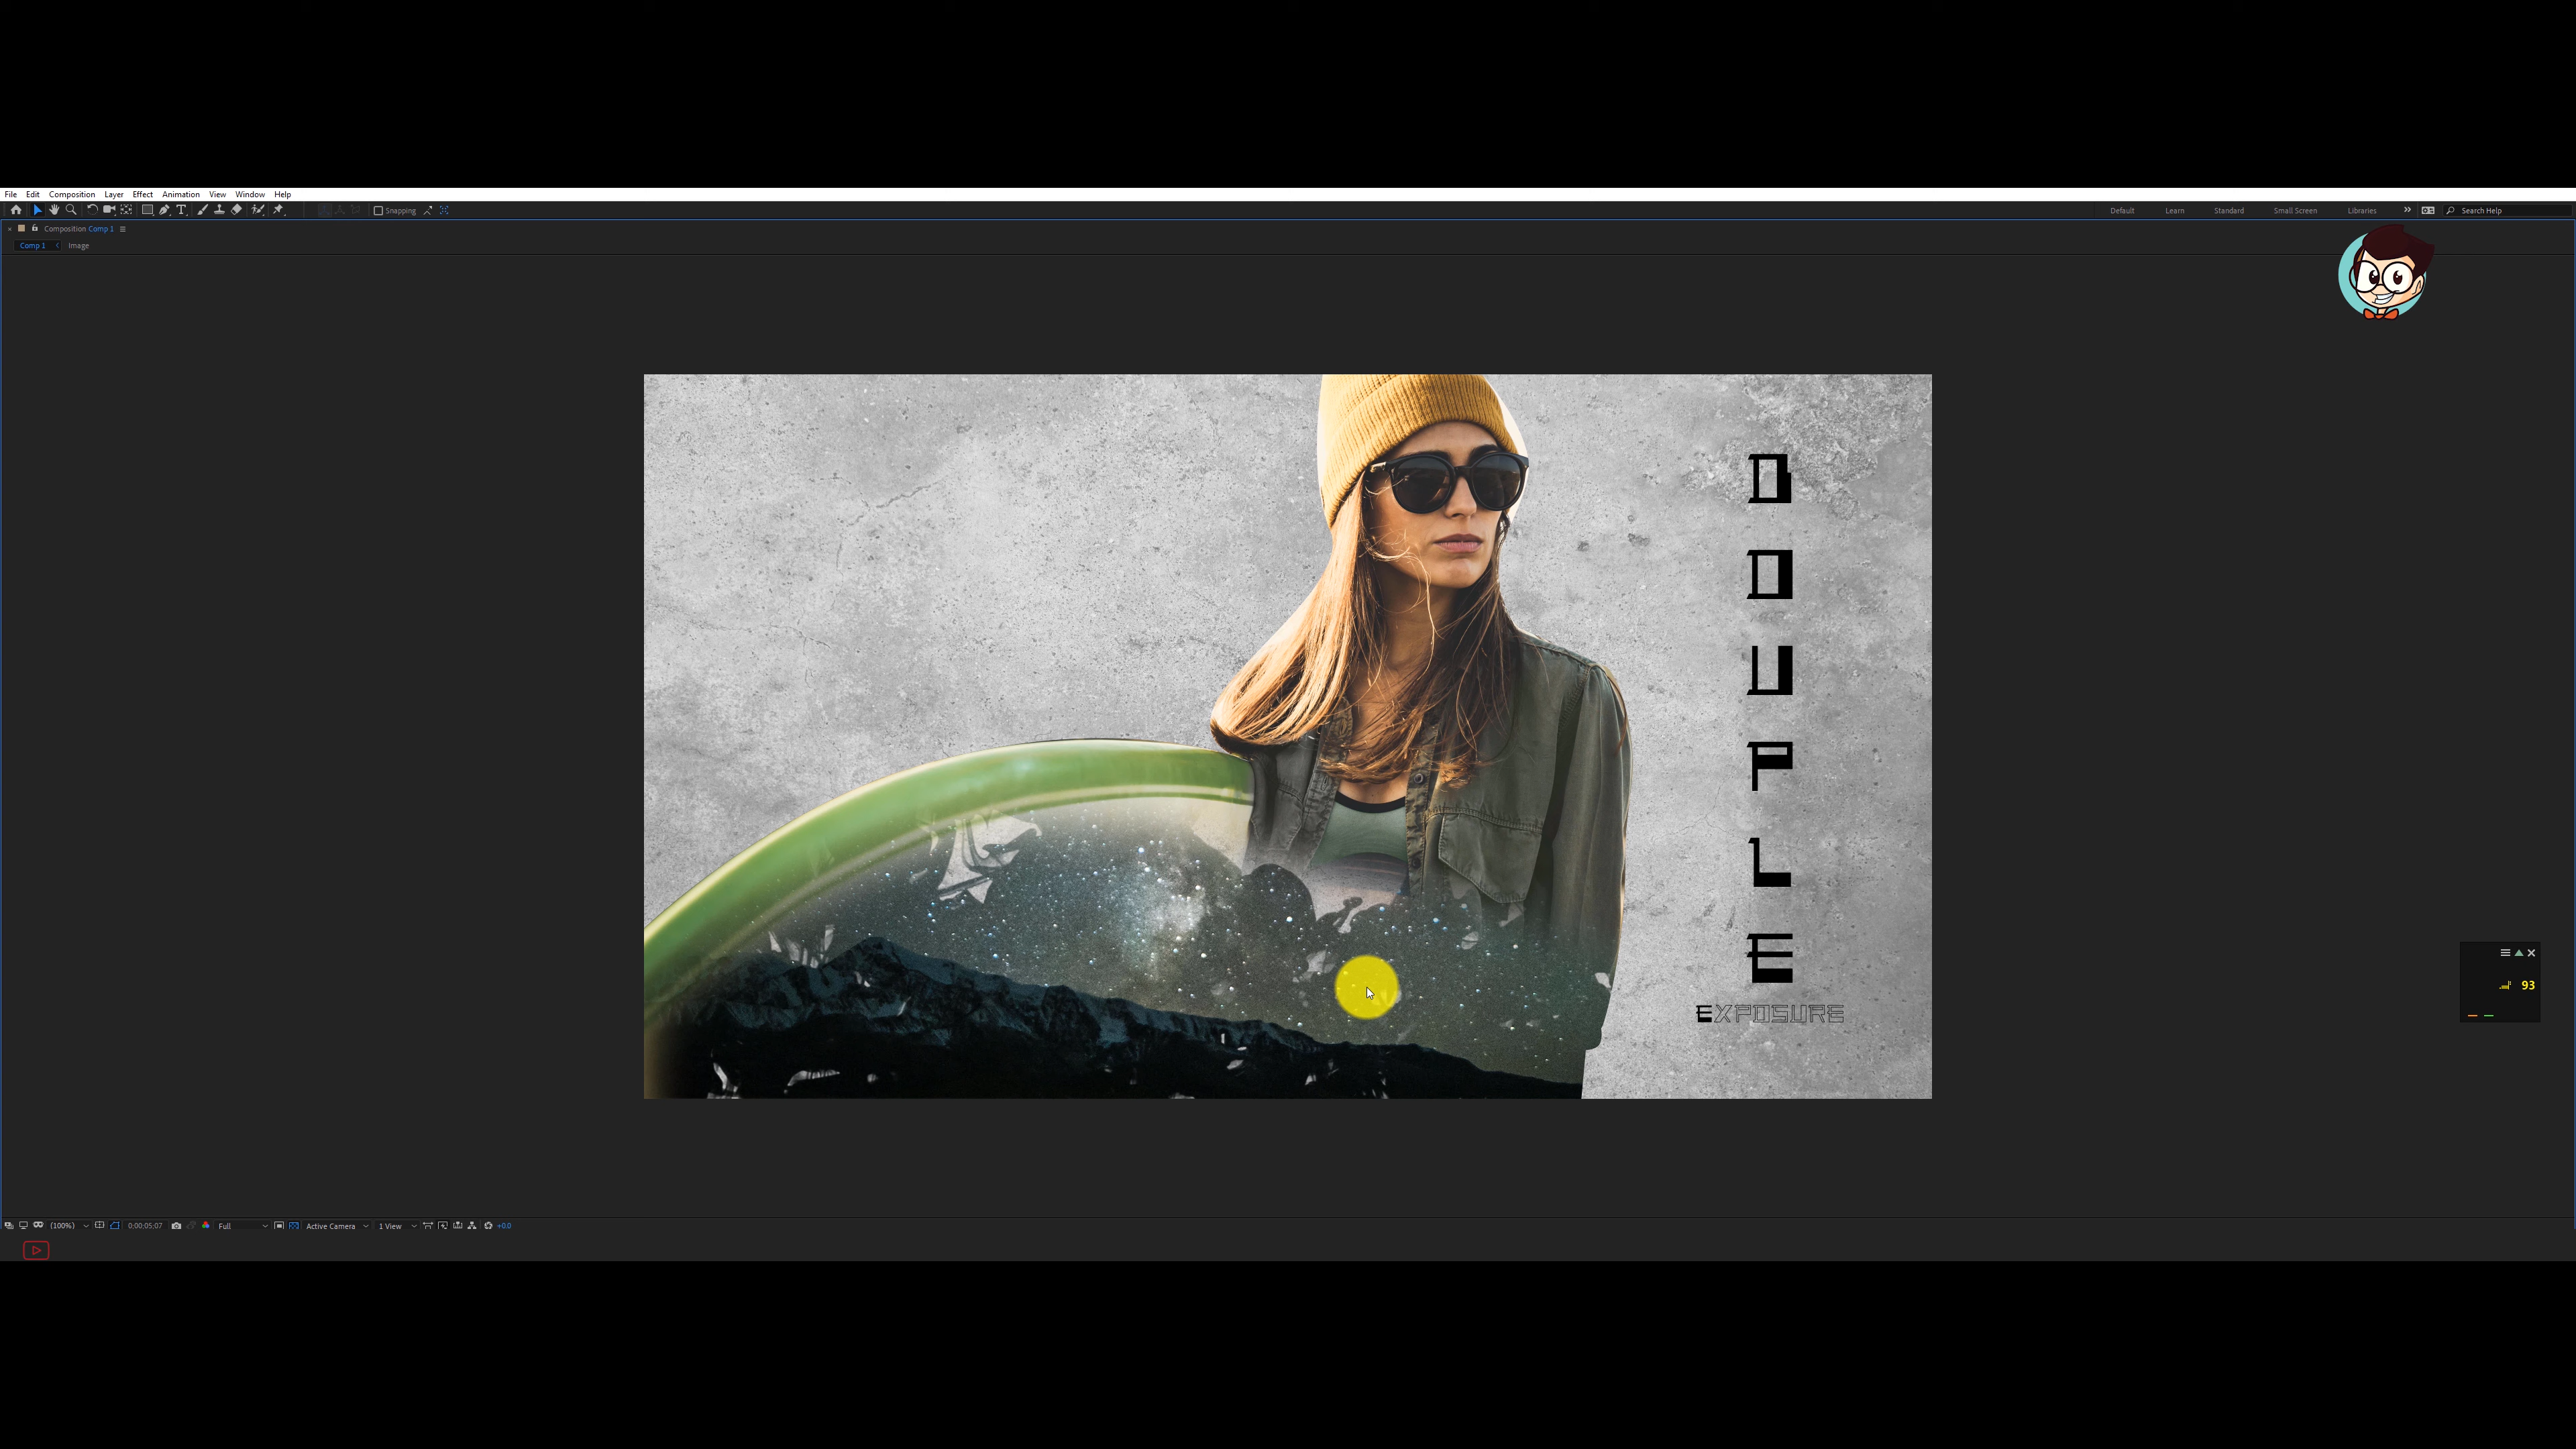 File Edit Composition Layer Effect Animation View Window Help
Snapping Default Learn Standard Small Screen Libraries Search Help
Composition Comp 1
Comp 1 Image
D
O
U
P
L
E
EXPOSURE
93
(100%) 0;00;05;07 Full Active Camera 1 View +0.0